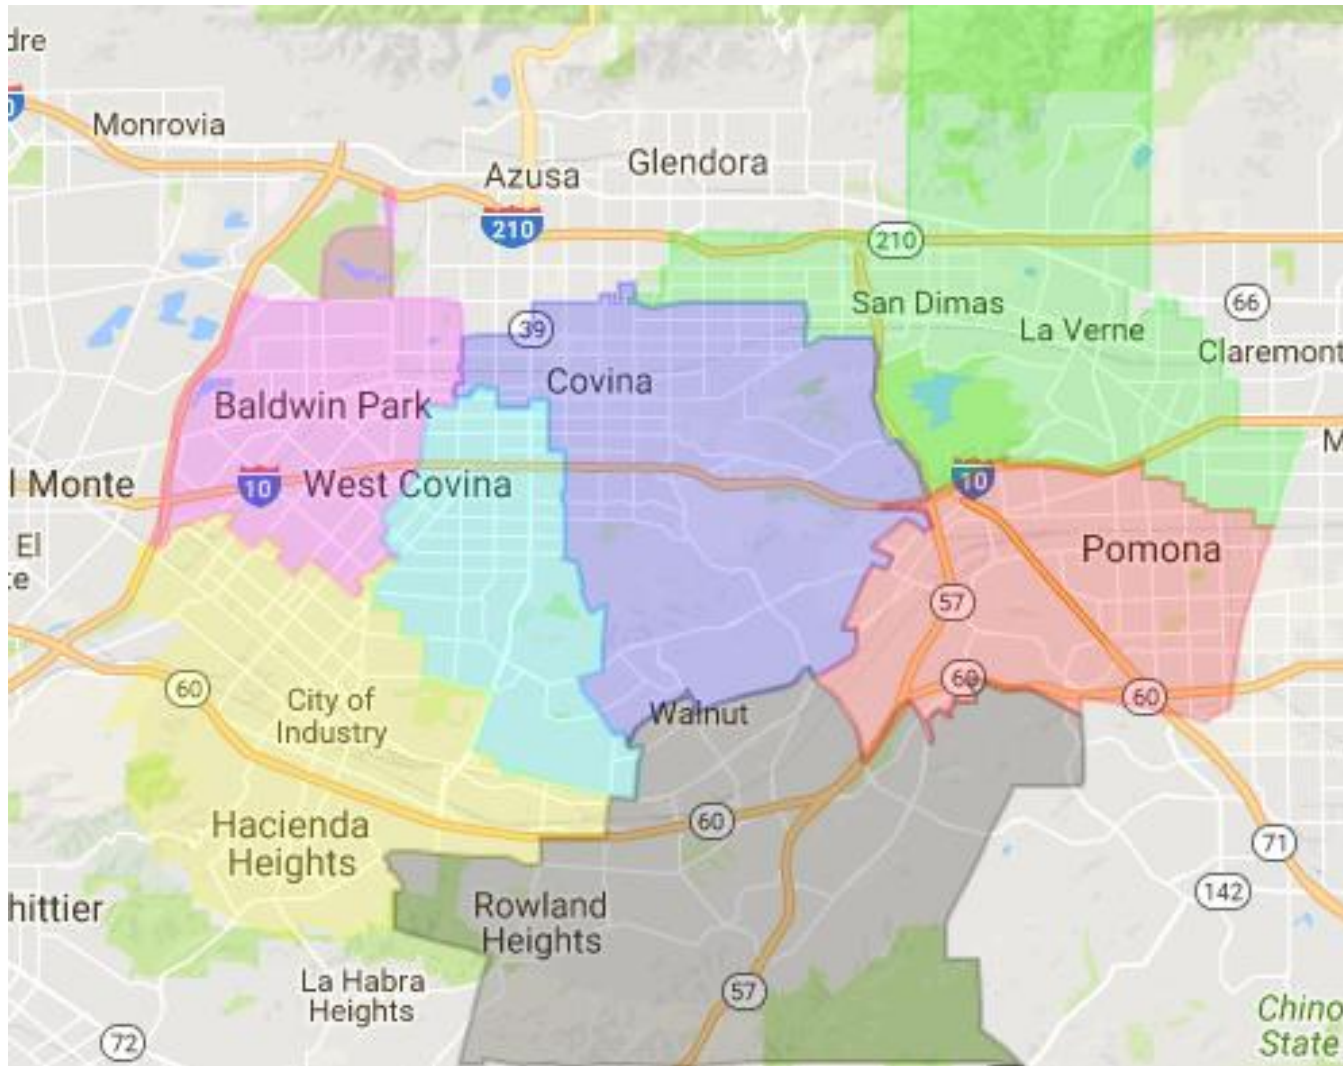 dre
Monrovia
Azusa
Glendora
210
210
39
San Dimas
66
La Verne
Claremont
Covina
Baldwin Park
M
l Monte
10
West Covina
10
El
te
Pomona
57
60
60
60
City of
Industry
Walnut
Hacienda
Heights
60
71
142
hittier
Rowland
Heights
La Habra
Heights
57
Chino
State
72